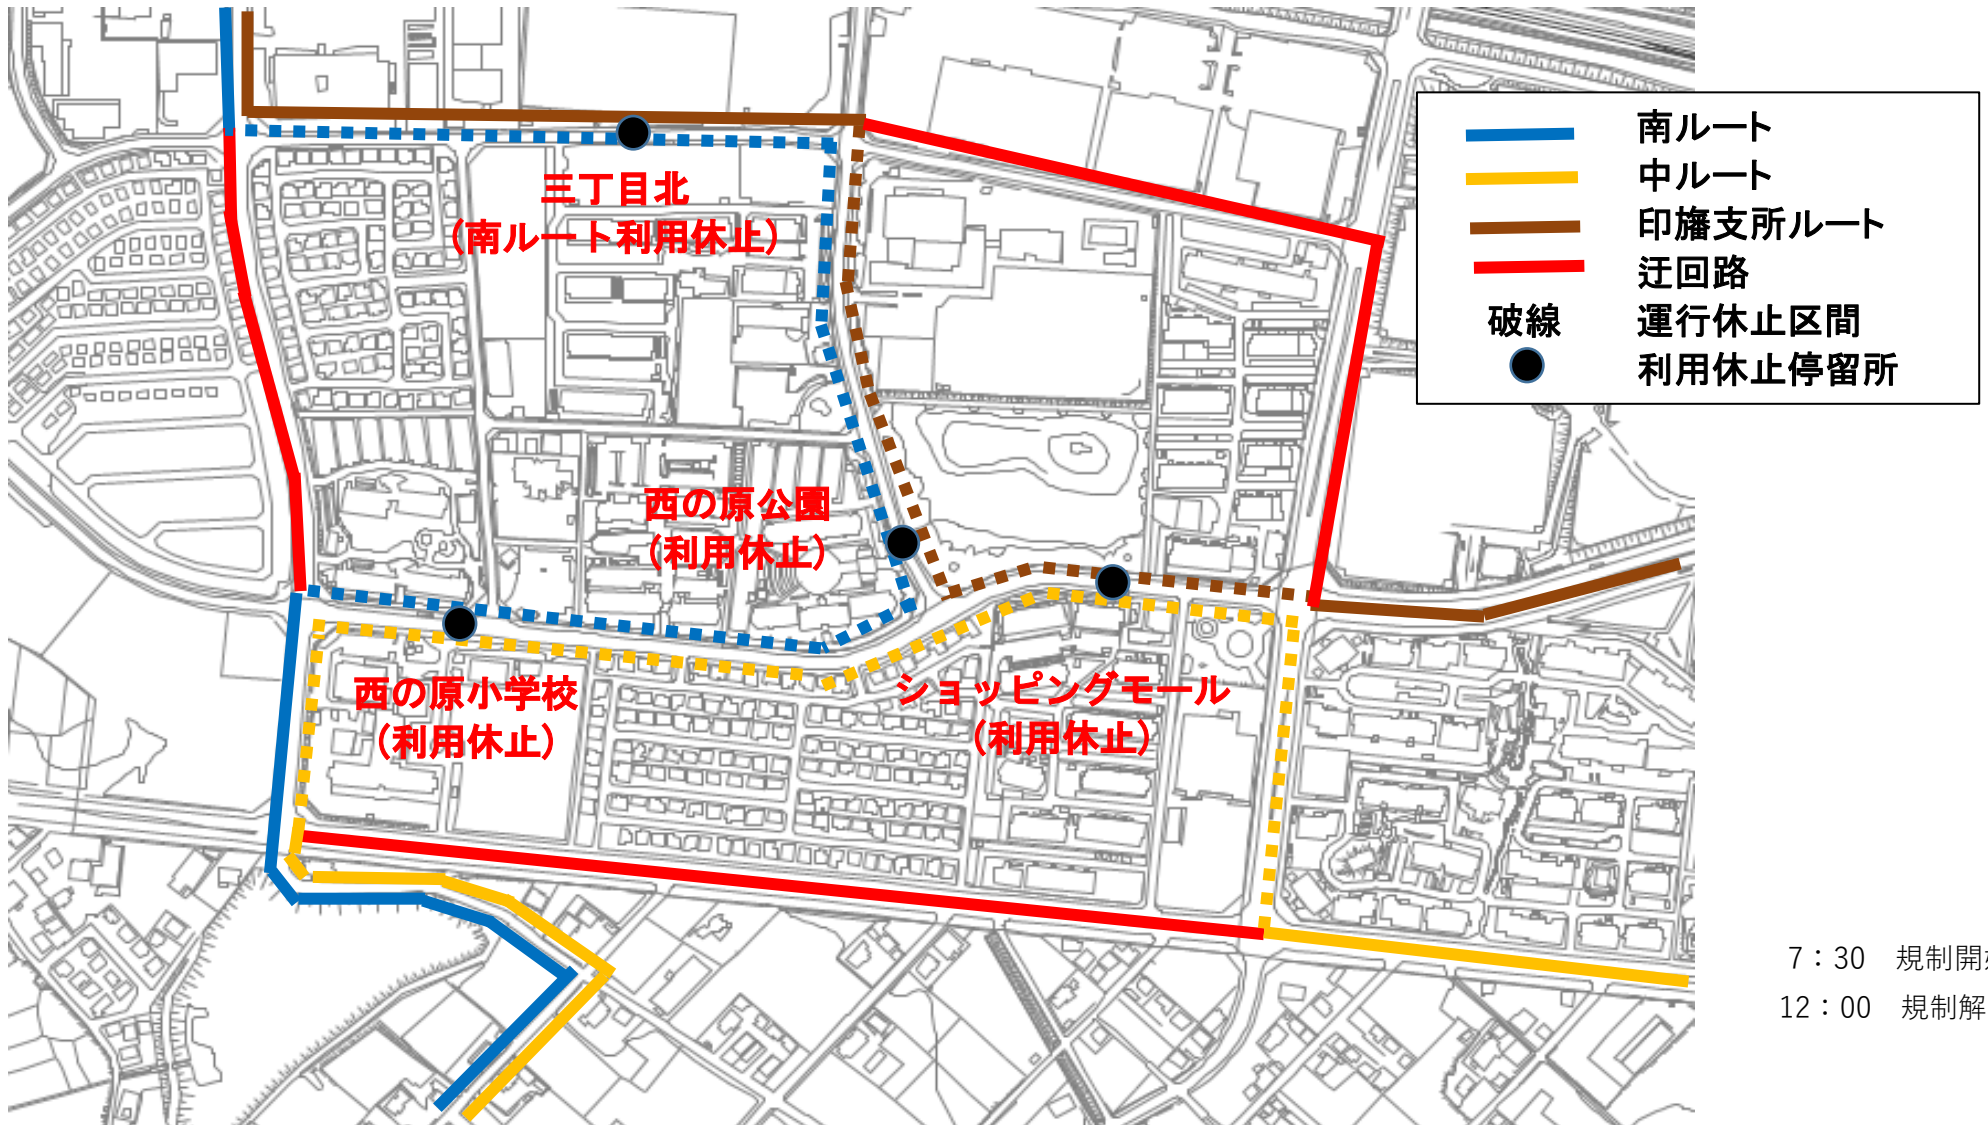 南ルート
中ルート
印旛支所ルート
迂回路
破線 運行休止区間
利用休止停留所
三丁目北
(南ルート利用休止)
西の原公園
(利用休止)
西の原小学校
(利用休止)
ショッピングモール
(利用休止)
7：30 規制開
12：00 規制解